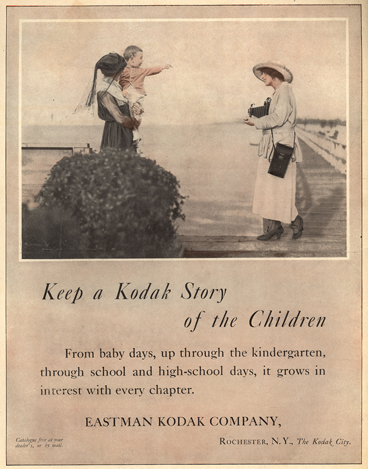 Keep a Kodak Story
of the Children
From baby days, up through the kindergarten,
through school and high-school days, it grows in
interest with every chapter.
EASTMAN KODAK COMPANY,
Catalogue free at your
dealer's, or by mail.
ROCHESTER, N. Y., The Kodak City.